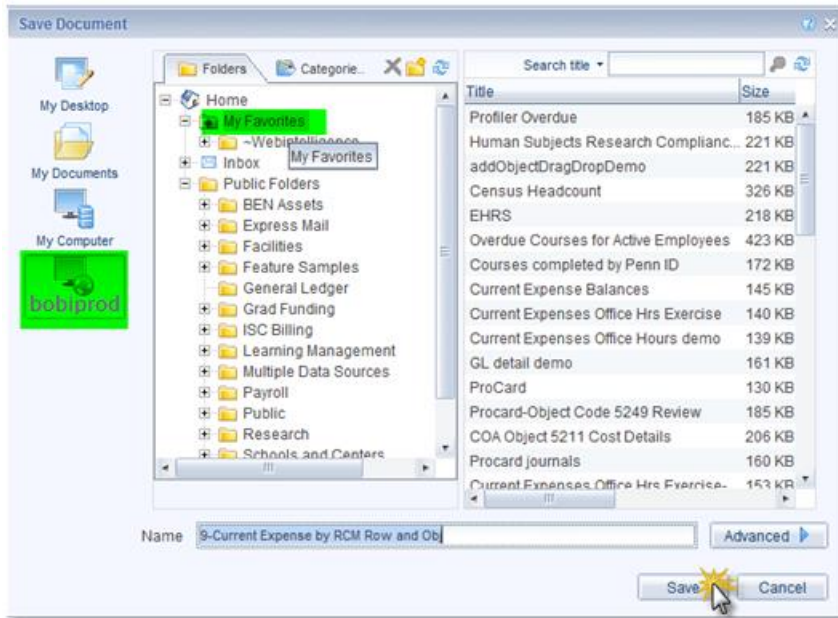 Save Document
My Desktop
My Documents
My Computer
bobiprod
Folders
Categorie...
Home
My Favorites
~Webintelligence
My Favorites
Inbox
Public Folders
BEN Assets
Express Mail
Facilities
Feature Samples
General Ledger
Grad Funding
ISC Billing
Learning Management
Multiple Data Sources
Payroll
Public
Research
Schools and Centers
Search title
Title Size
Profiler Overdue 185 KB
Human Subjects Research Complianc... 221 KB
addObjectDragDropDemo 221 KB
Census Headcount 326 KB
EHRS 218 KB
Overdue Courses for Active Employees 423 KB
Courses completed by Penn ID 172 KB
Current Expense Balances 145 KB
Current Expenses Office Hrs Exercise 140 KB
Current Expenses Office Hours demo 139 KB
GL detail demo 161 KB
ProCard 130 KB
Procard-Object Code 5249 Review 185 KB
COA Object 5211 Cost Details 206 KB
Procard journals 160 KB
Current Expenses Office Hrs Exercise- 153 KB
Name 9-Current Expense by RCM Row and Obj
Advanced
Save Cancel